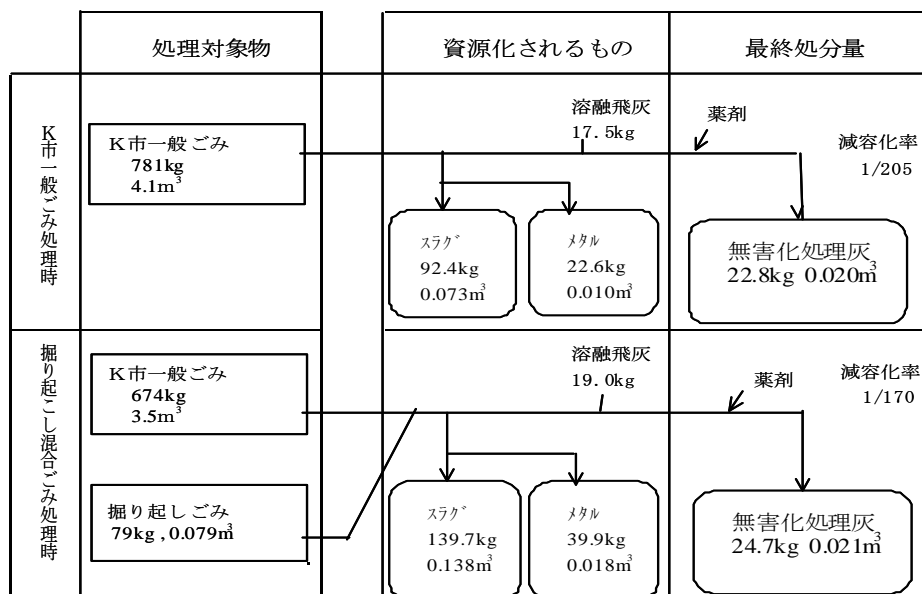 処理対象物
資源化されるもの
最終処分量
K市一般ごみ処理時
K市一般ごみ
781kg
4.1m³
溶融飛灰
17.5kg
薬剤
減容化率
1/205
スラグ
92.4kg
0.073m³
メタル
22.6kg
0.010m³
無害化処理灰
22.8kg 0.020m³
掘り起こし混合ごみ処理時
K市一般ごみ
674kg
3.5m³
掘り起しごみ
79kg , 0.079m³
溶融飛灰
19.0kg
薬剤
減容化率
1/170
スラグ
139.7kg
0.138m³
メタル
39.9kg
0.018m³
無害化処理灰
24.7kg 0.021m³